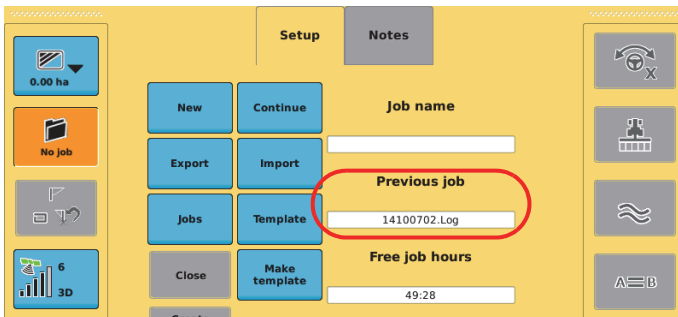 Setup
Notes
0.00 ha
No job
6
3D
New
Continue
Export
Import
Jobs
Template
Close
Make
template
Job name
Previous job
14100702.Log
Free job hours
49:28
X
A=B